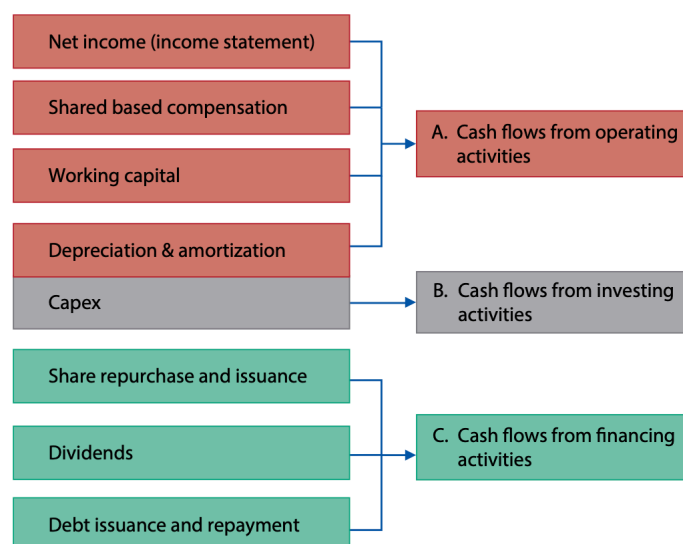 Net income (income statement)
Shared based compensation
Working capital
Depreciation & amortization
Capex
Share repurchase and issuance
Dividends
Debt issuance and repayment
A. Cash flows from operating
activities
B. Cash flows from investing
activities
C. Cash flows from financing
activities